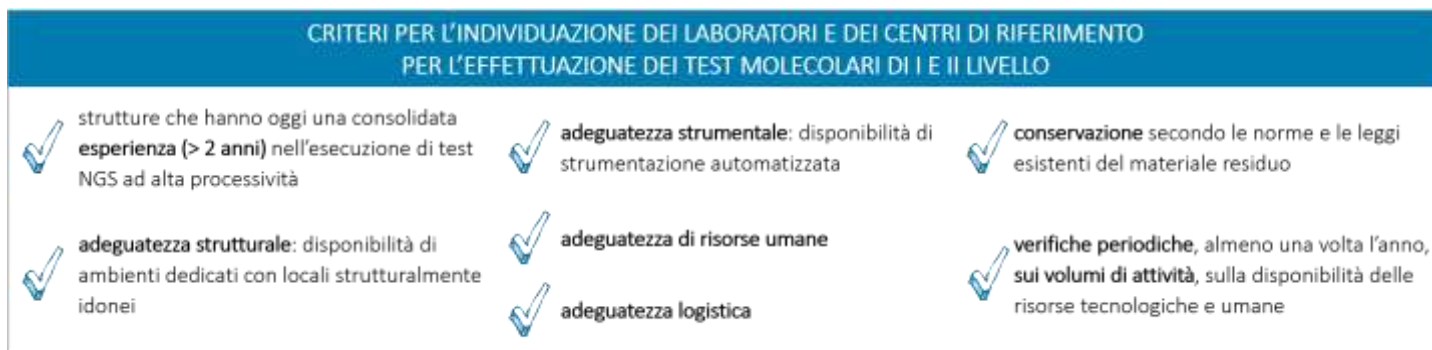 CRITERI PER L'INDIVIDUAZIONE DEI LABORATORI E DEI CENTRI DI RIFERIMENTO
PER L'EFFETTUAZIONE DEI TEST MOLECOLARI DI I E II LIVELLO
strutture che hanno oggi una consolidata
esperienza (> 2 anni) nell'esecuzione di test
NGS ad alta processività
adeguatezza strutturale: disponibilità di
ambienti dedicati con locali strutturalmente
idonei
adeguatezza strumentale: disponibilità di
strumentazione automatizzata
adeguatezza di risorse umane
adeguatezza logistica
conservazione secondo le norme e le leggi
esistenti del materiale residuo
verifiche periodiche, almeno una volta l'anno,
sui volumi di attività, sulla disponibilità delle
risorse tecnologiche e umane